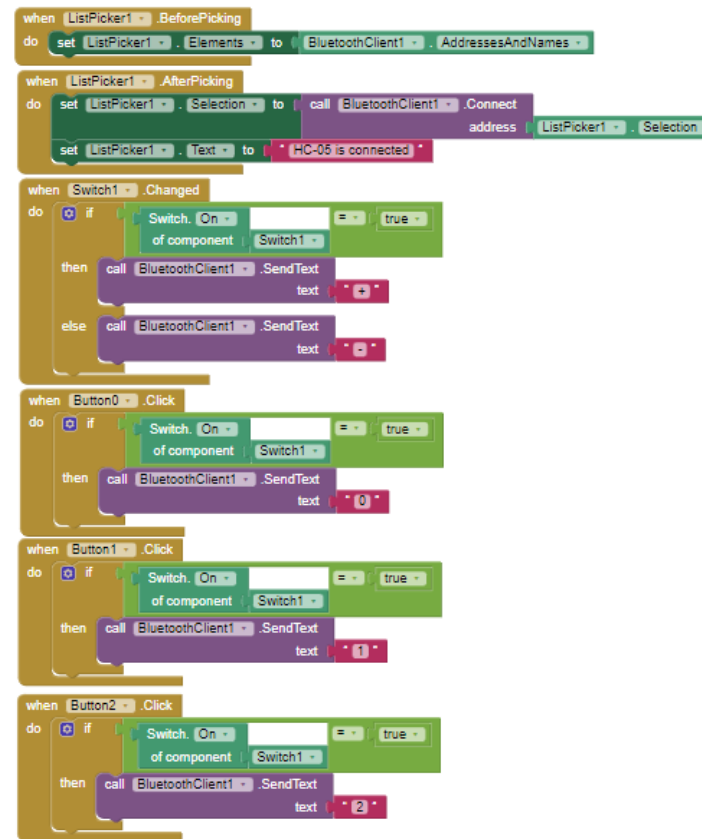 when ListPicker1 .BeforePicking
do set ListPicker1 . Elements to BluetoothClient1 . AddressesAndNames
when ListPicker1 .AfterPicking
do set ListPicker1 . Selection to call BluetoothClient1 .Connect
address ListPicker1 . Selection
set ListPicker1 . Text to " HC-05 is connected "
when Switch1 .Changed
do if Switch. On = true
of component Switch1
then call BluetoothClient1 .SendText
text " + "
else call BluetoothClient1 .SendText
text " - "
when Button0 .Click
do if Switch. On = true
of component Switch1
then call BluetoothClient1 .SendText
text " 0 "
when Button1 .Click
do if Switch. On = true
of component Switch1
then call BluetoothClient1 .SendText
text " 1 "
when Button2 .Click
do if Switch. On = true
of component Switch1
then call BluetoothClient1 .SendText
text " 2 "